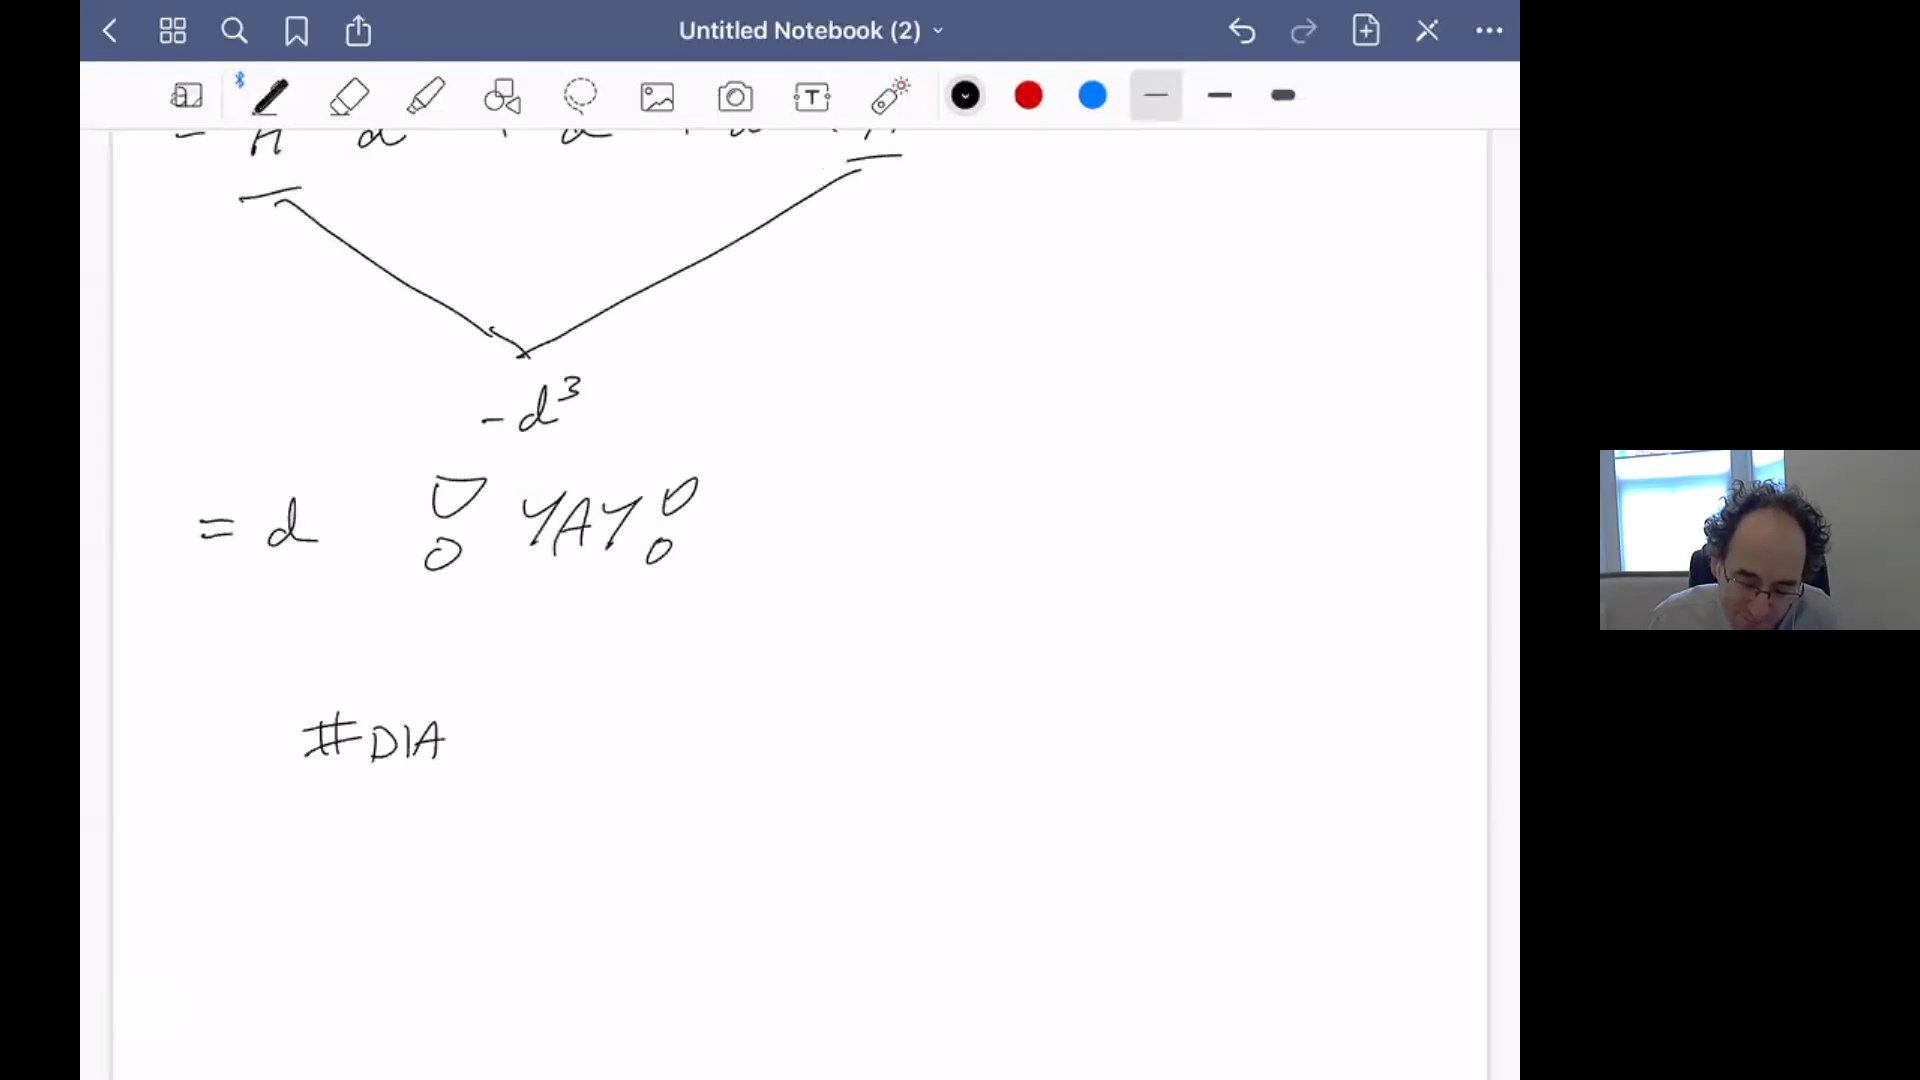 Untitled Notebook (2)
T
- d³
= d YAY
#DIA